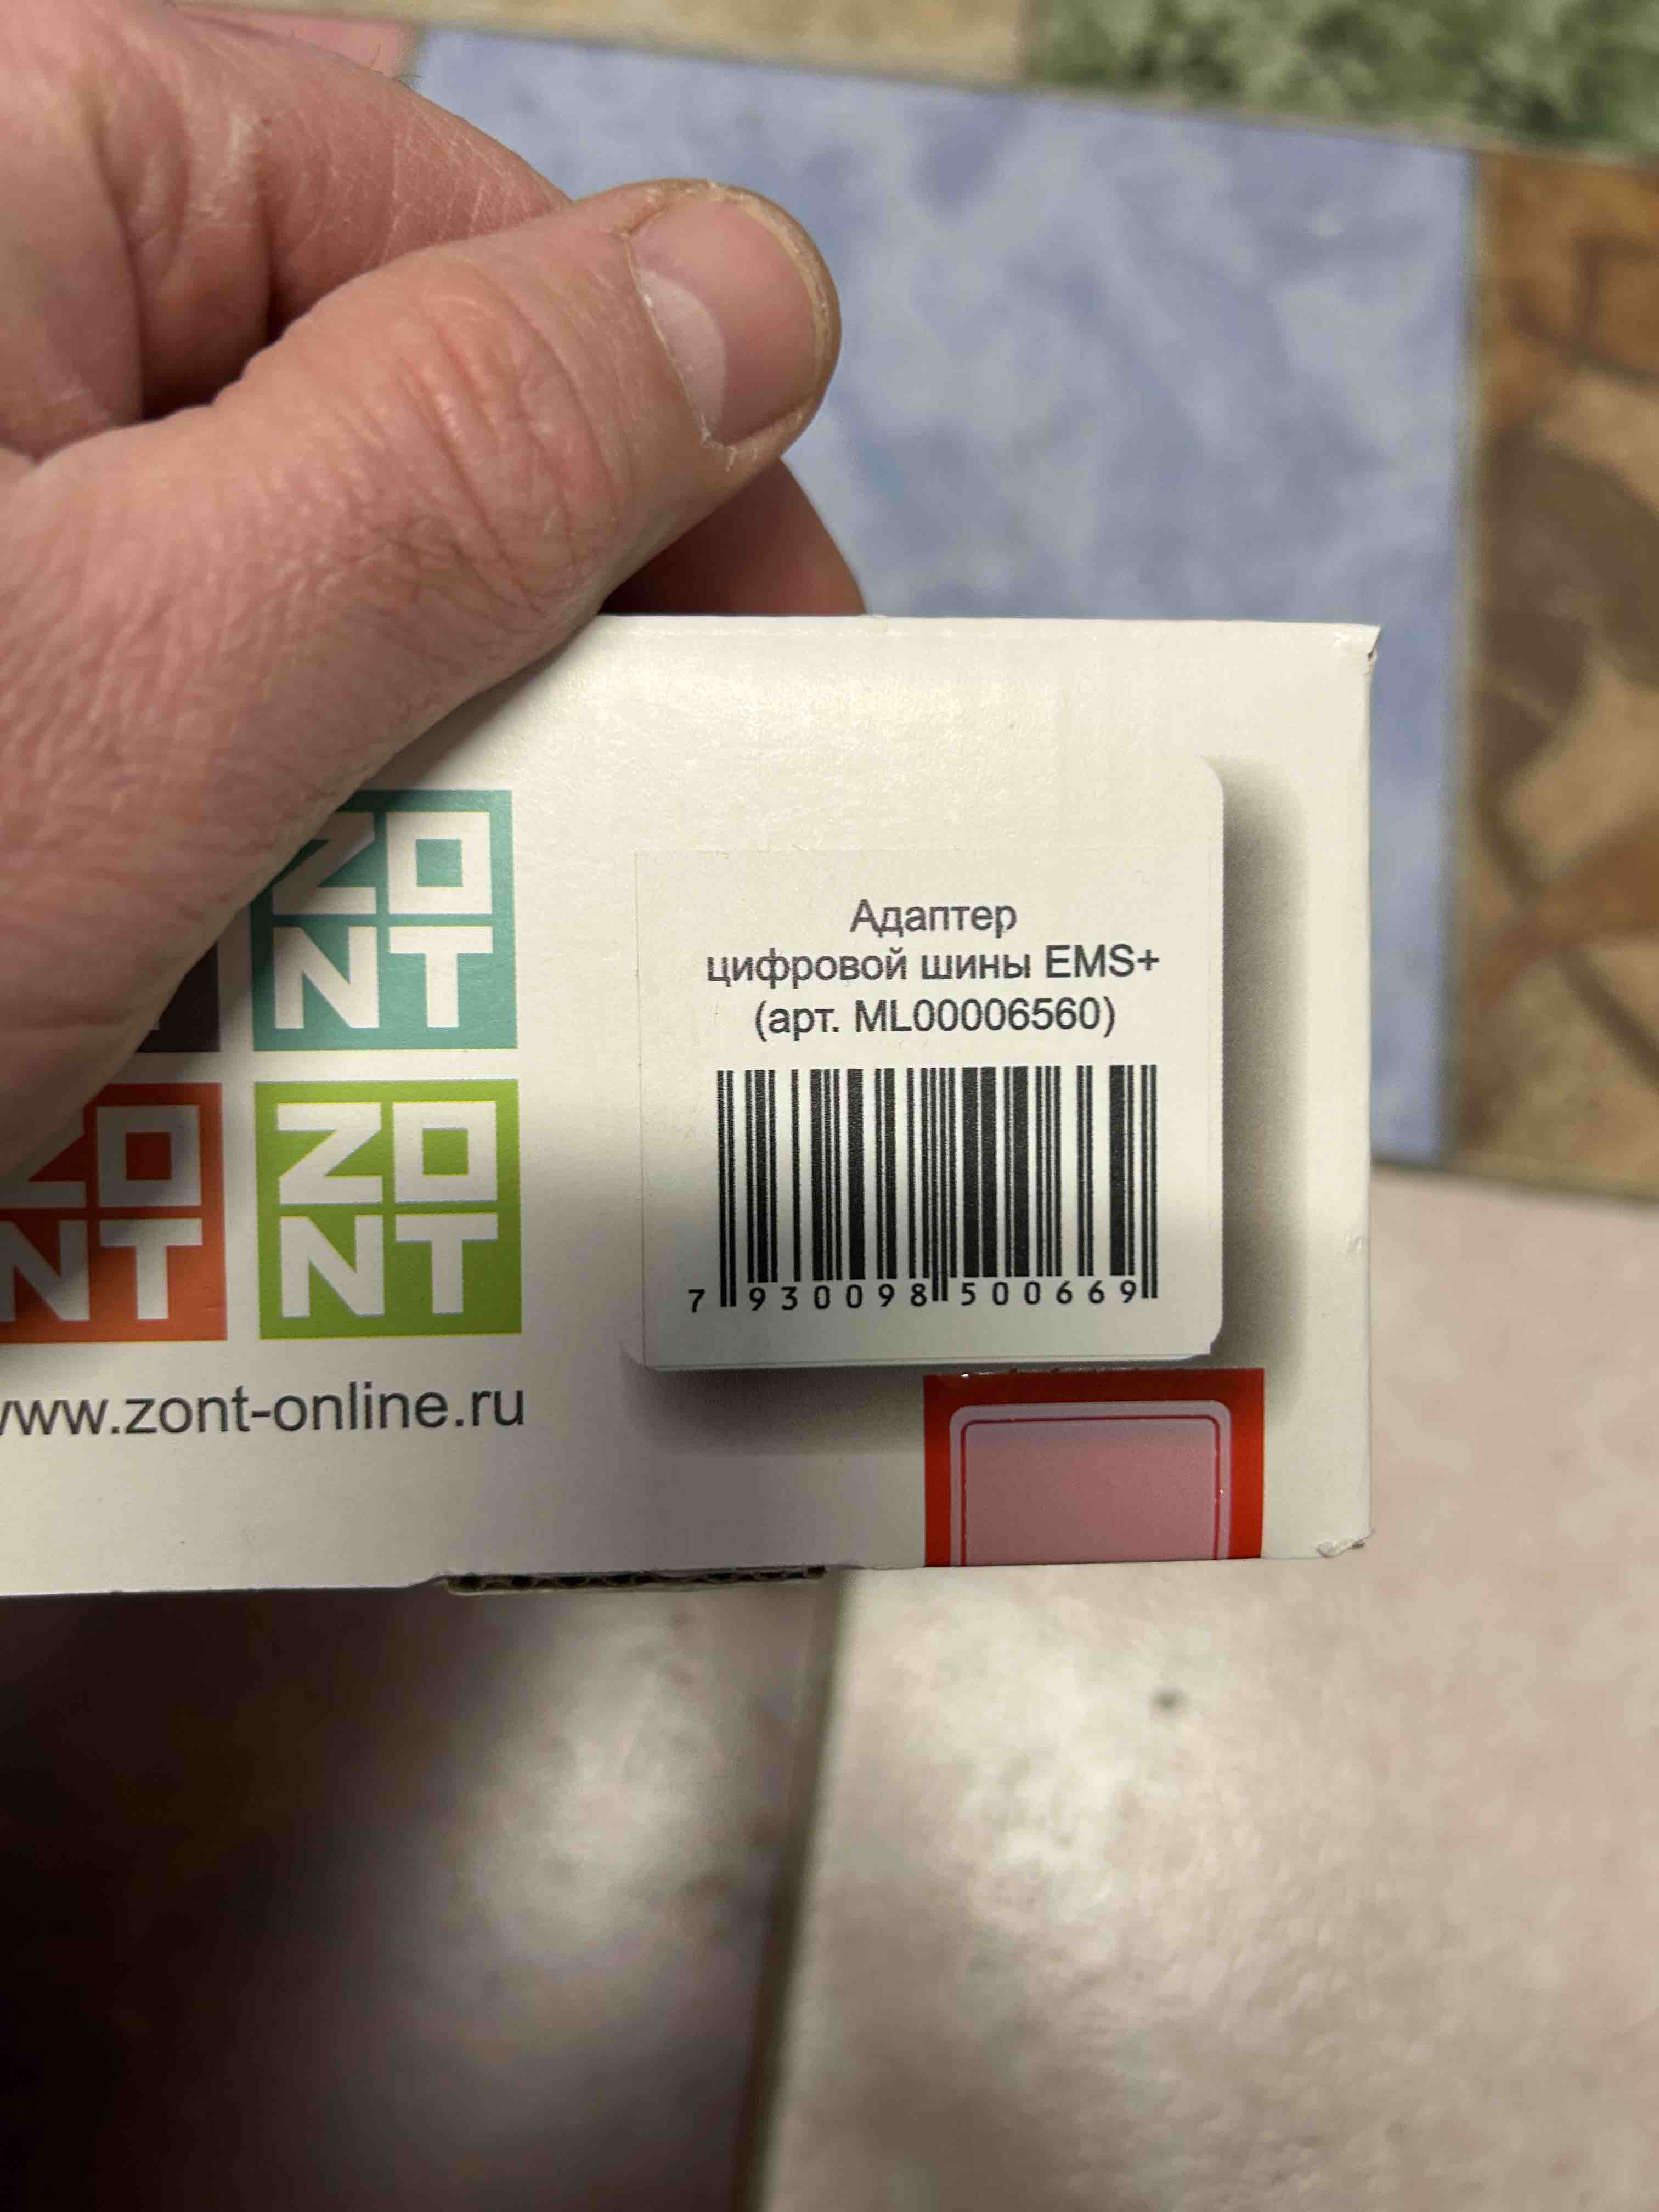 ZO
NT
ZO
NT
ZO
NT
www.zont-online.ru
Адаптер
цифровой шины EMS+
(арт. ML00006560)
7 930098 500669